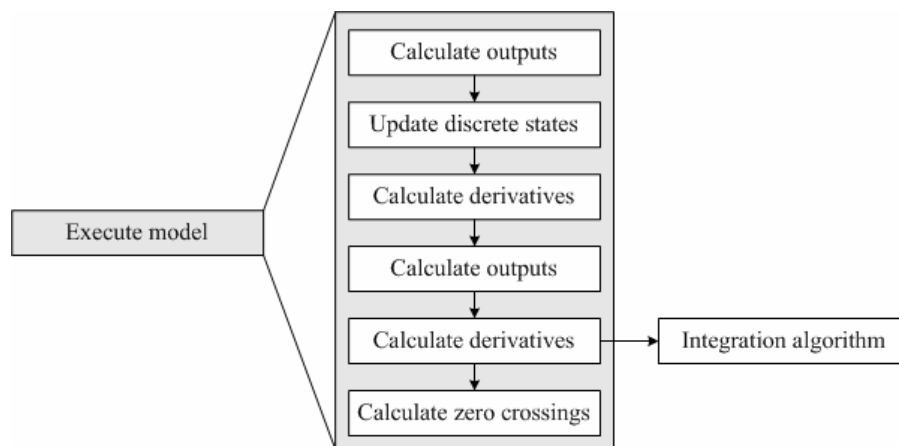 Calculate outputs
Update discrete states
Calculate derivatives
Execute model
Calculate outputs
Calculate derivatives
Integration algorithm
Calculate zero crossings